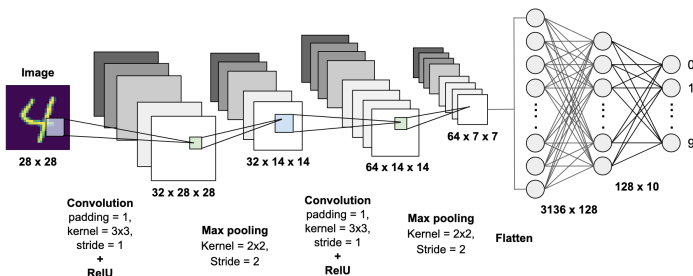 Image
28 x 28
32 x 28 x 28
32 x 14 x 14
64 x 14 x 14
64 x 7 x 7
3136 x 128
128 x 10
0
1
9
Convolution
padding = 1,
kernel = 3x3,
stride = 1
+
RelU
Max pooling
Kernel = 2x2,
Stride = 2
Convolution
padding = 1,
kernel = 3x3,
stride = 1
+
RelU
Max pooling
Kernel = 2x2,
Stride = 2
Flatten